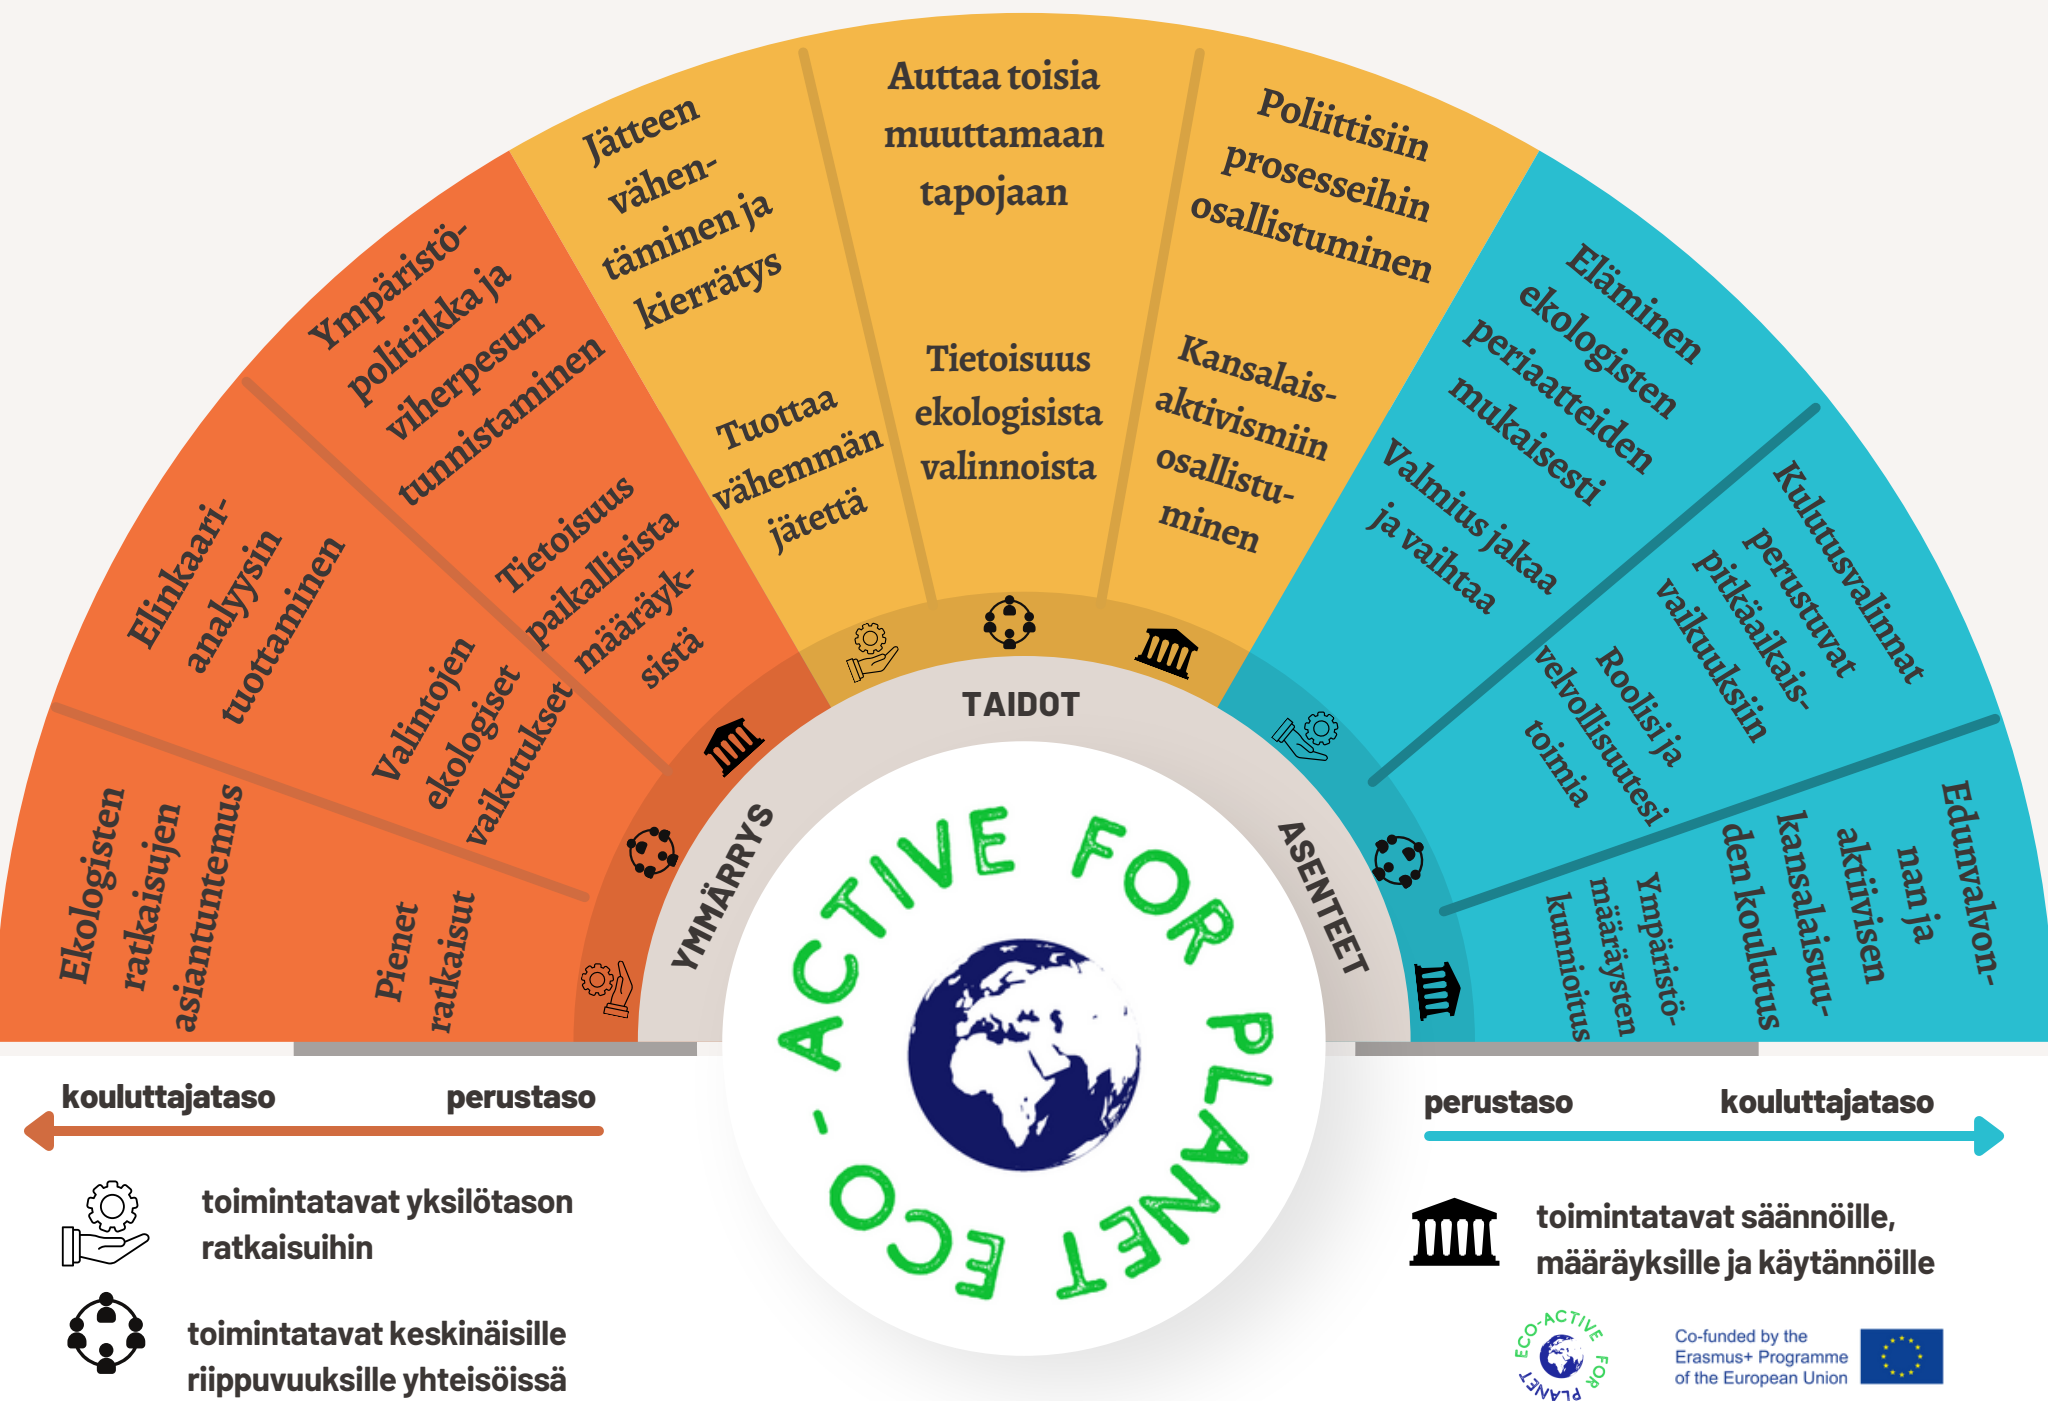 Ekologisten
ratkaisujen
asiantuntemus
Pienet
ratkaisut
Elinkaari-
analyysin
tuottaminen
Valintojen
ekologiset
vaikutukset
Ympäristö-
politiikka ja
viherpesun
tunnistaminen
Tietoisuus
paikallisista
määräyk-
sistä
Jätteen
vähen-
täminen ja
kierrätys
Tuottaa
vähemmän
jätettä
Auttaa toisia
muuttamaan
tapojaan
Tietoisuus
ekologisista
valinnoista
Poliittisiin
prosesseihin
osallistuminen
Kansalais-
aktivismiin
osallistu-
minen
Eläminen
ekologisten
periaatteiden
mukaisesti
Valmius jakaa
ja vaihtaa
Kulutusvalinnat
perustuvat
pitkäaikais-
vaikuuksiin
Roolisi ja
velvollisuutesi
toimia
Edunvalvon-
nan ja
aktiivisen
kansalaisuu-
den koulutus
Ympäristö-
määräysten
kunnioitus
YMMÄRRYS
TAIDOT
ASENTEET
ECO-ACTIVE FOR PLANET
kouluttajataso perustaso
perustaso kouluttajataso
toimintatavat yksilötason
ratkaisuihin
toimintatavat keskinäisille
riippuvuuksille yhteisöissä
toimintatavat säännöille,
määräyksille ja käytännöille
ECO-ACTIVE FOR PLANET
Co-funded by the
Erasmus+ Programme
of the European Union